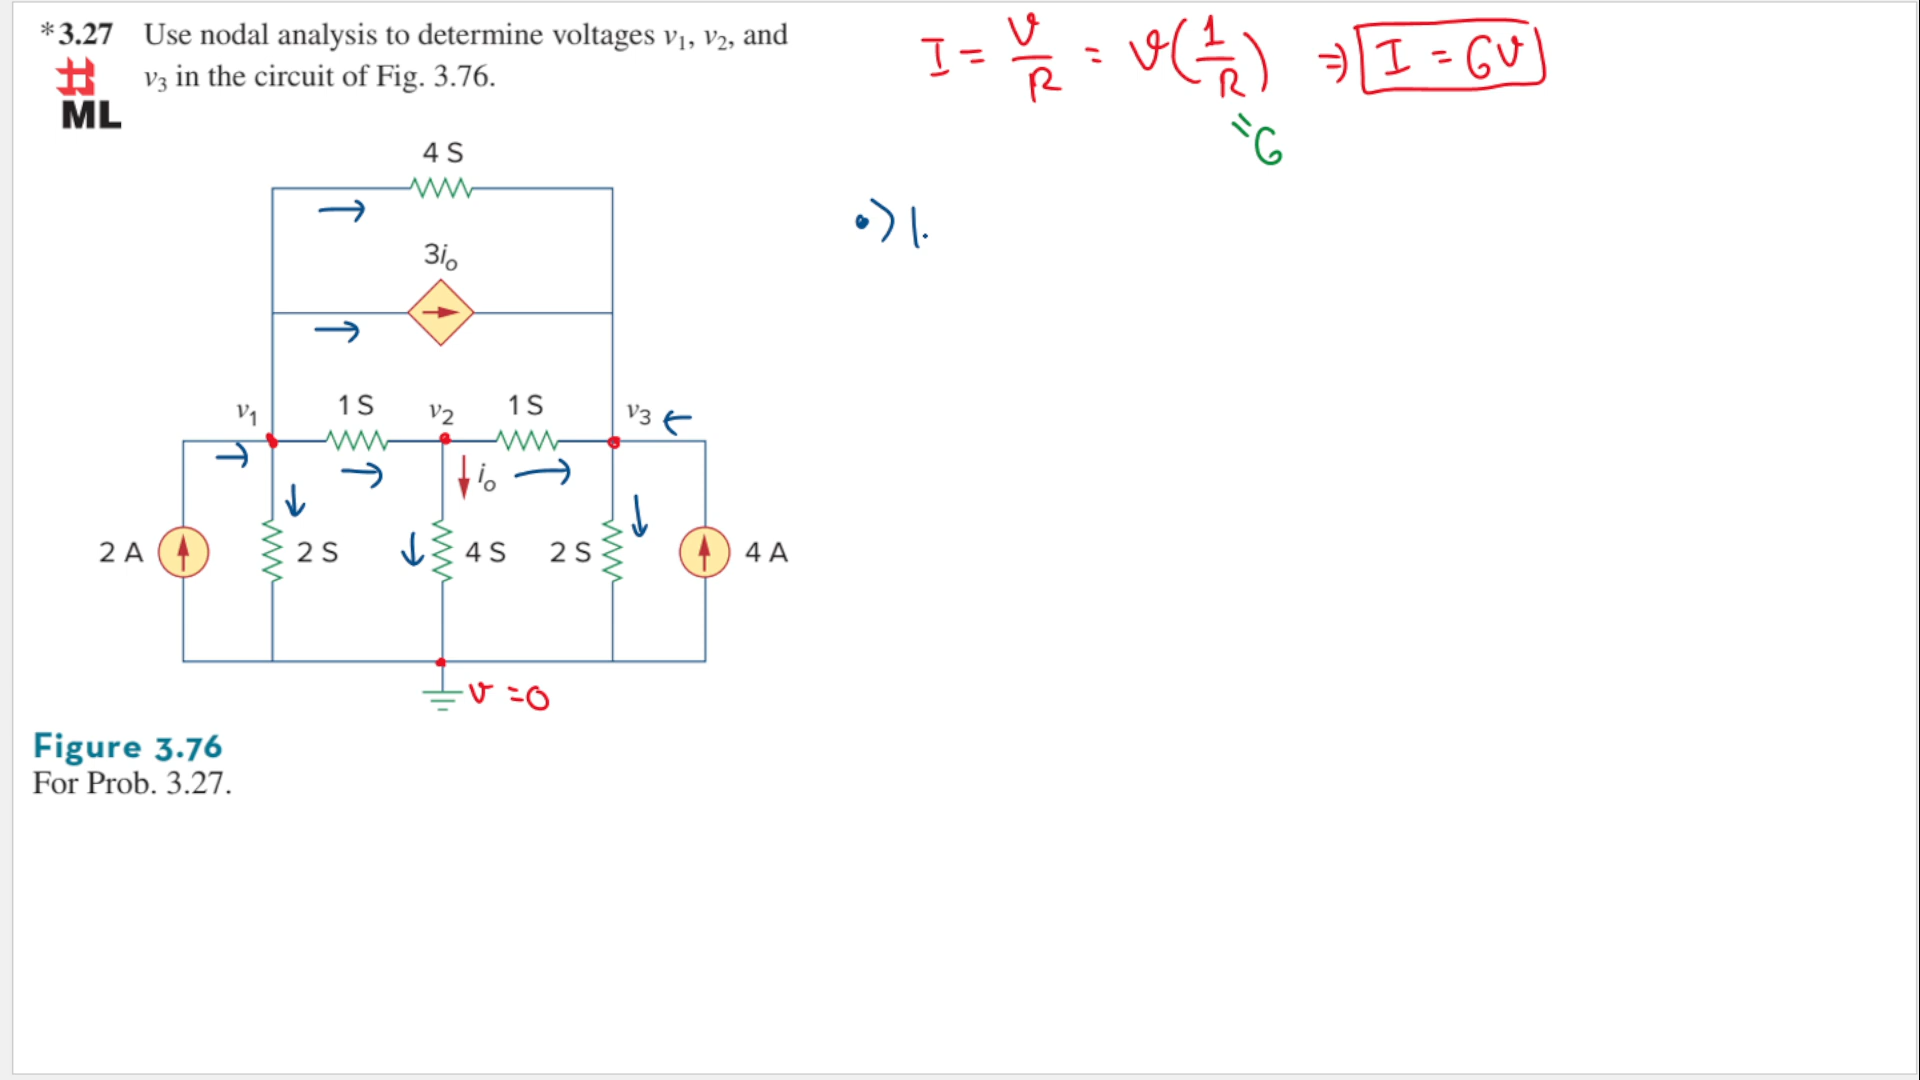 *3.27 Use nodal analysis to determine voltages v₁, v₂, and
v₃ in the circuit of Fig. 3.76.
ML
I = v/R = v(1/R) ⇒ I = Gv
= G
•) 1.
4 S
3iₒ
v₁ 1 S v₂ 1 S v₃
iₒ
2 A 2 S 4 S 2 S 4 A
v = 0
Figure 3.76
For Prob. 3.27.